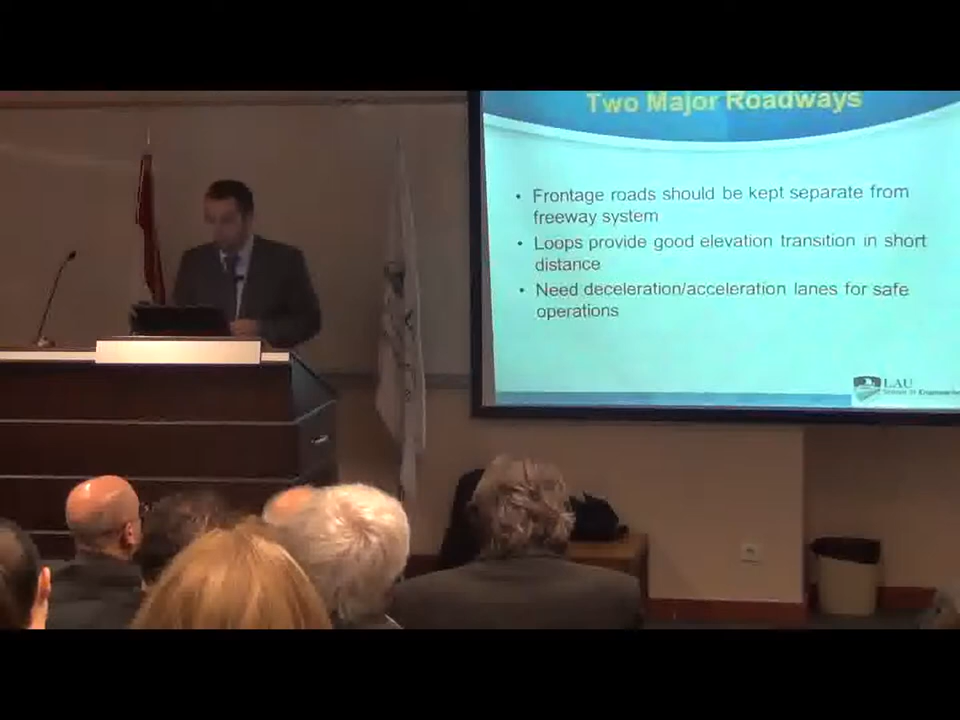 Two Major Roadways
• Frontage roads should be kept separate from
freeway system
• Loops provide good elevation transition in short
distance
• Need deceleration/acceleration lanes for safe
operations
LAU